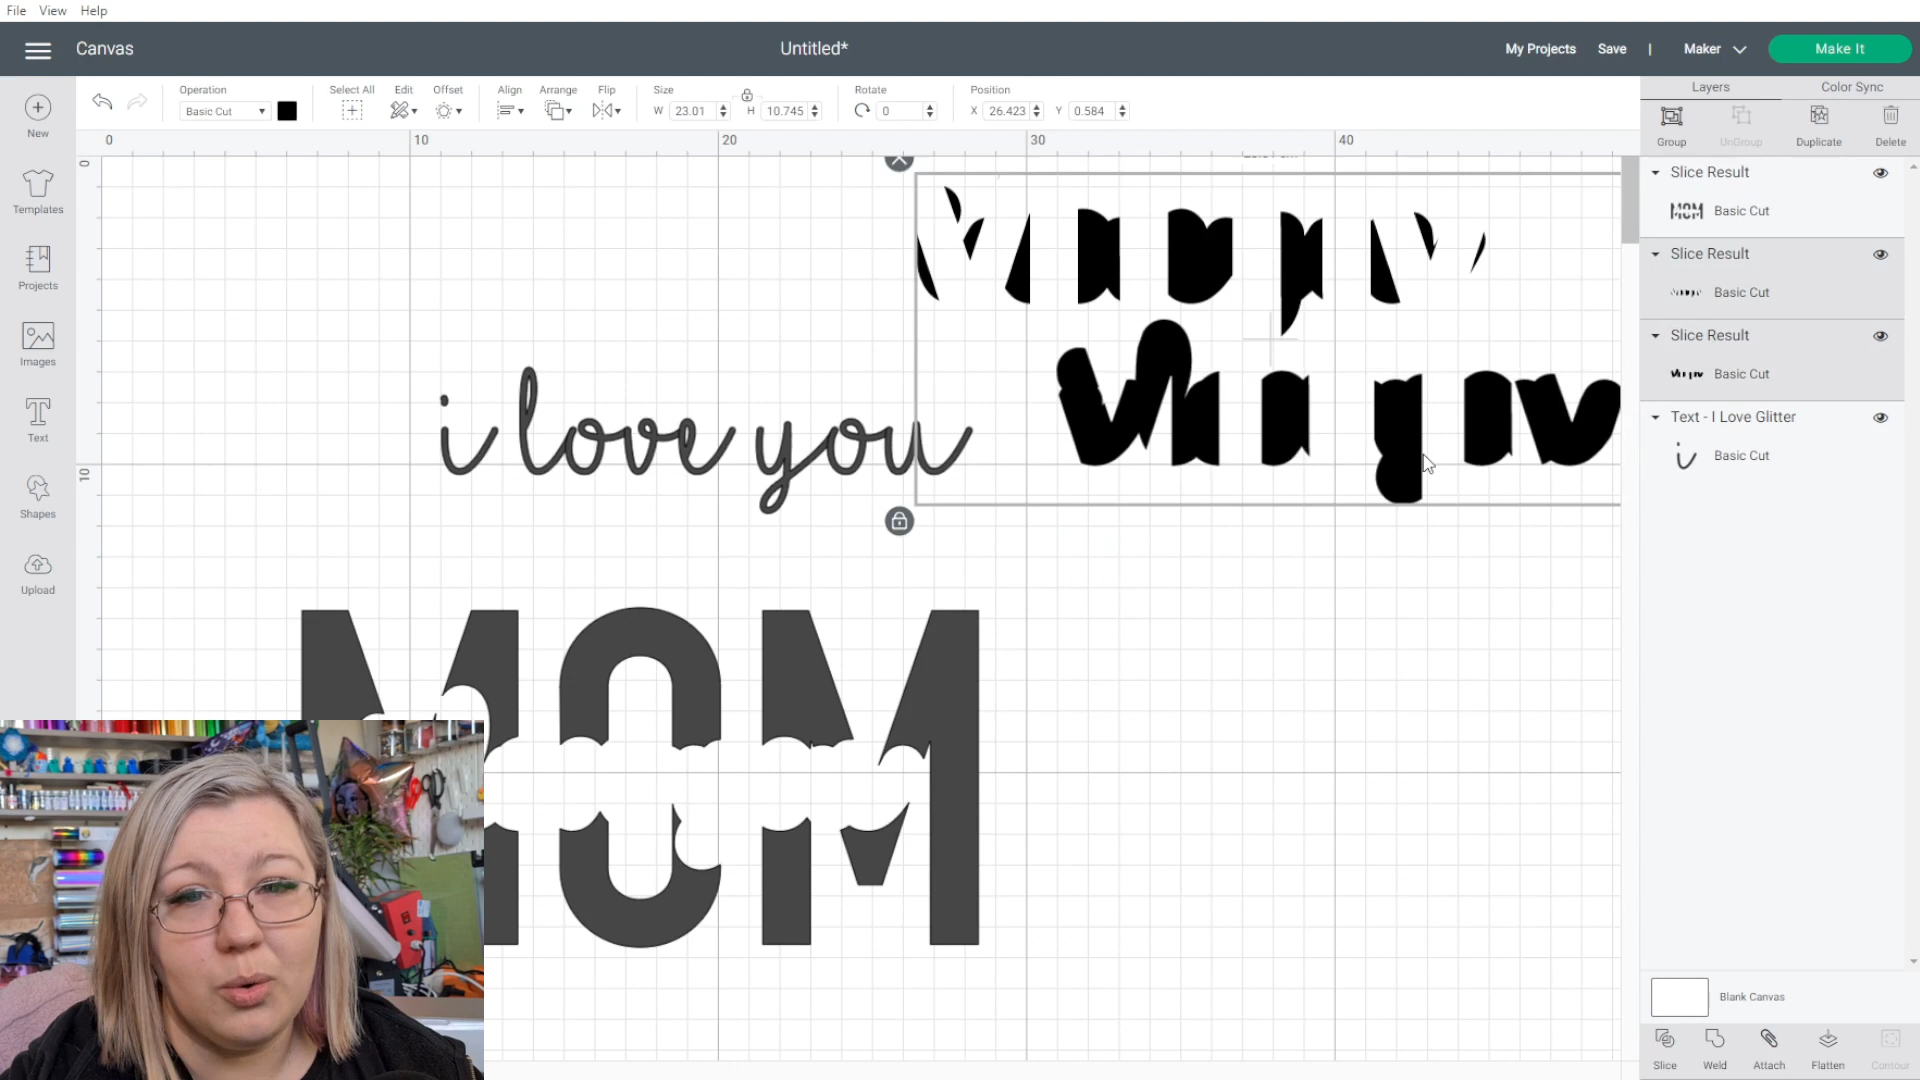 File View Help
Canvas
Untitled*
My Projects Save | Maker Make It
Operation
Basic Cut
Select All
Edit
Offset
Align
Arrange
Flip
Size
W 23.01
H 10.745
Rotate
0
Position
X 26.423
Y 0.584
Layers
Color Sync
Group
UnGroup
Duplicate
Delete
New
Templates
Projects
Images
Text
Shapes
Upload
0 10 20 30 40
0
10
i love you
MOM
Slice Result
MOM Basic Cut
Slice Result
Basic Cut
Slice Result
Basic Cut
Text - I Love Glitter
i Basic Cut
Blank Canvas
Slice
Weld
Attach
Flatten
Contour